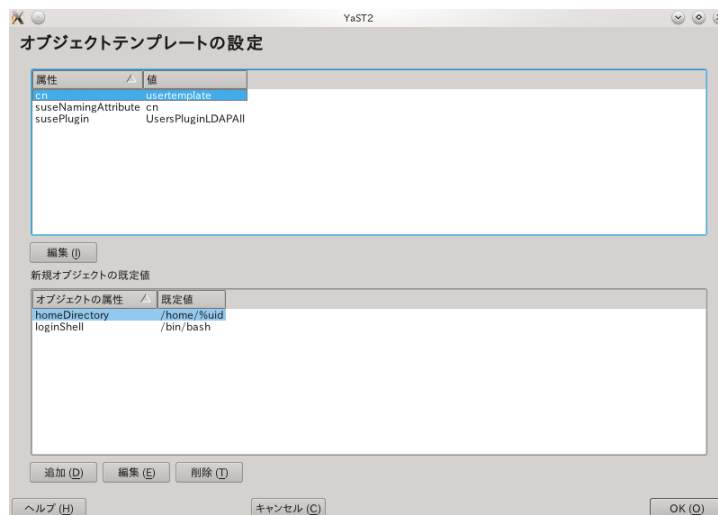 YaST2
オブジェクトテンプレートの設定
属性 値
cn usertemplate
suseNamingAttribute cn
susePlugin UsersPluginLDAPAll
編集 (I)
新規オブジェクトの既定値
オブジェクトの属性 既定値
homeDirectory /home/%uid
loginShell /bin/bash
追加 (D) 編集 (E) 削除 (T)
ヘルプ (H) キャンセル (C) OK (O)